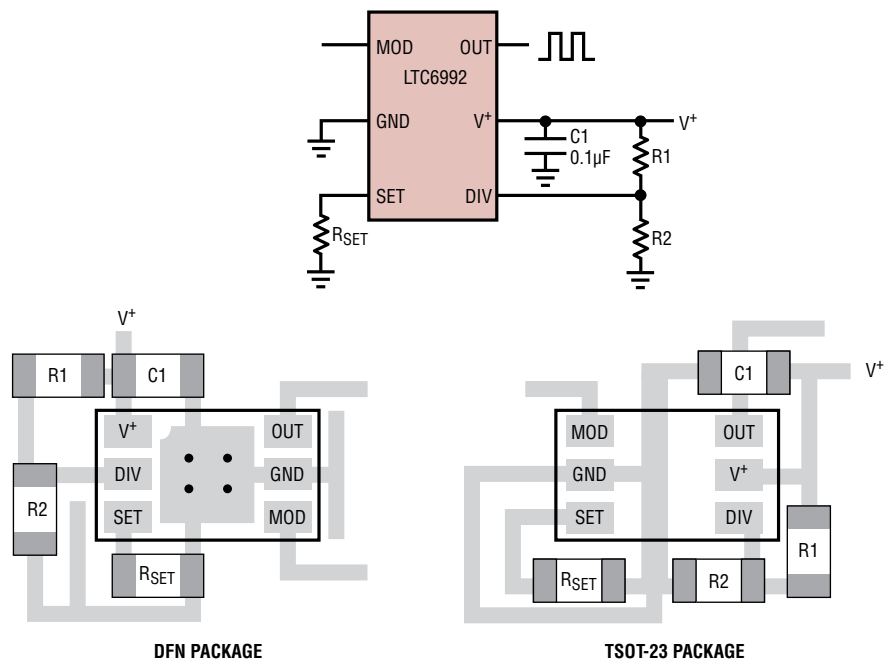 MOD
OUT
LTC6992
GND
V+
V+
C1
0.1µF
R1
SET
DIV
RSET
R2
V+
R1
C1
V+
OUT
DIV
GND
R2
SET
MOD
RSET
DFN PACKAGE
C1
V+
MOD
OUT
GND
V+
SET
DIV
R1
RSET
R2
TSOT-23 PACKAGE